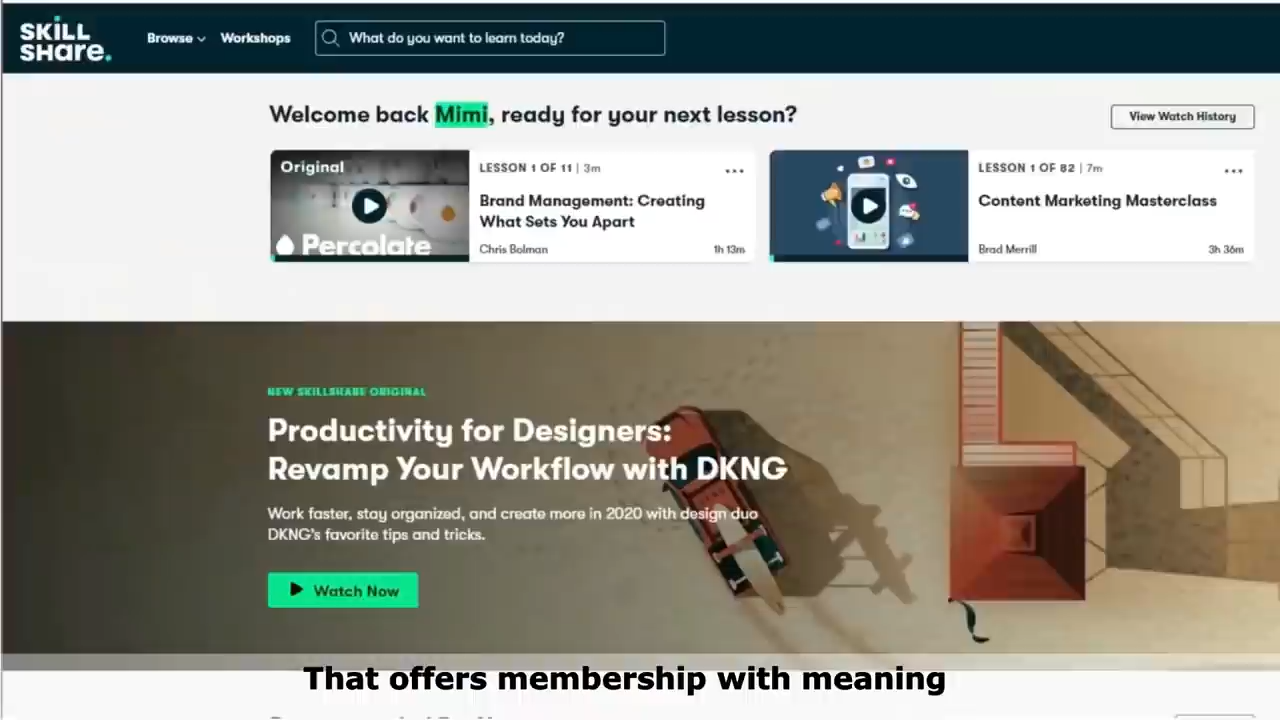 SKILL
SHare.
Browse
Workshops
What do you want to learn today?
Welcome back Mimi, ready for your next lesson?
View Watch History
Original
Percolate
LESSON 1 OF 11 | 3m
Brand Management: Creating
What Sets You Apart
Chris Bolman
1h 13m
LESSON 1 OF 82 | 7m
Content Marketing Masterclass
Brad Merrill
3h 36m
NEW SKILLSHARE ORIGINAL
Productivity for Designers:
Revamp Your Workflow with DKNG
Work faster, stay organized, and create more in 2020 with design duo
DKNG's favorite tips and tricks.
Watch Now
That offers membership with meaning